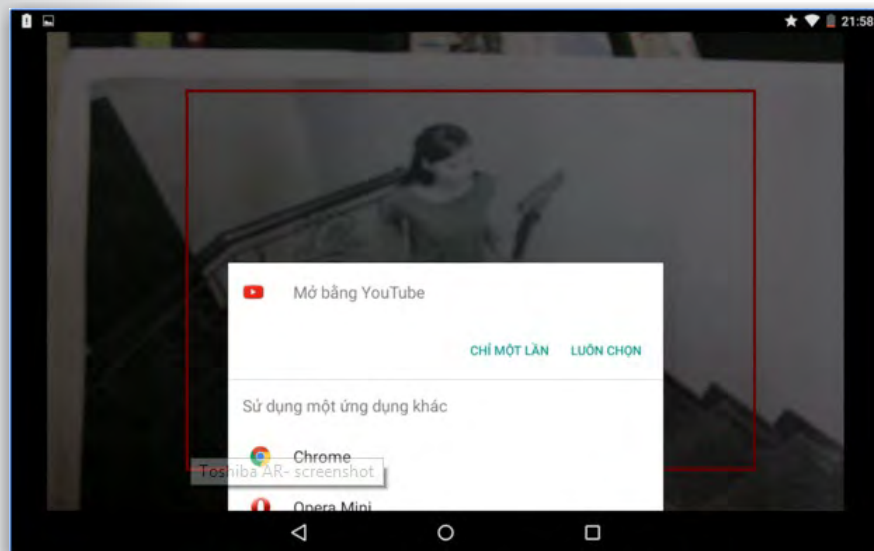 21:58
Mở bằng YouTube
CHỈ MỘT LẦN LUÔN CHỌN
Sử dụng một ứng dụng khác
Chrome
Toshiba AR- screenshot
Opera Mini